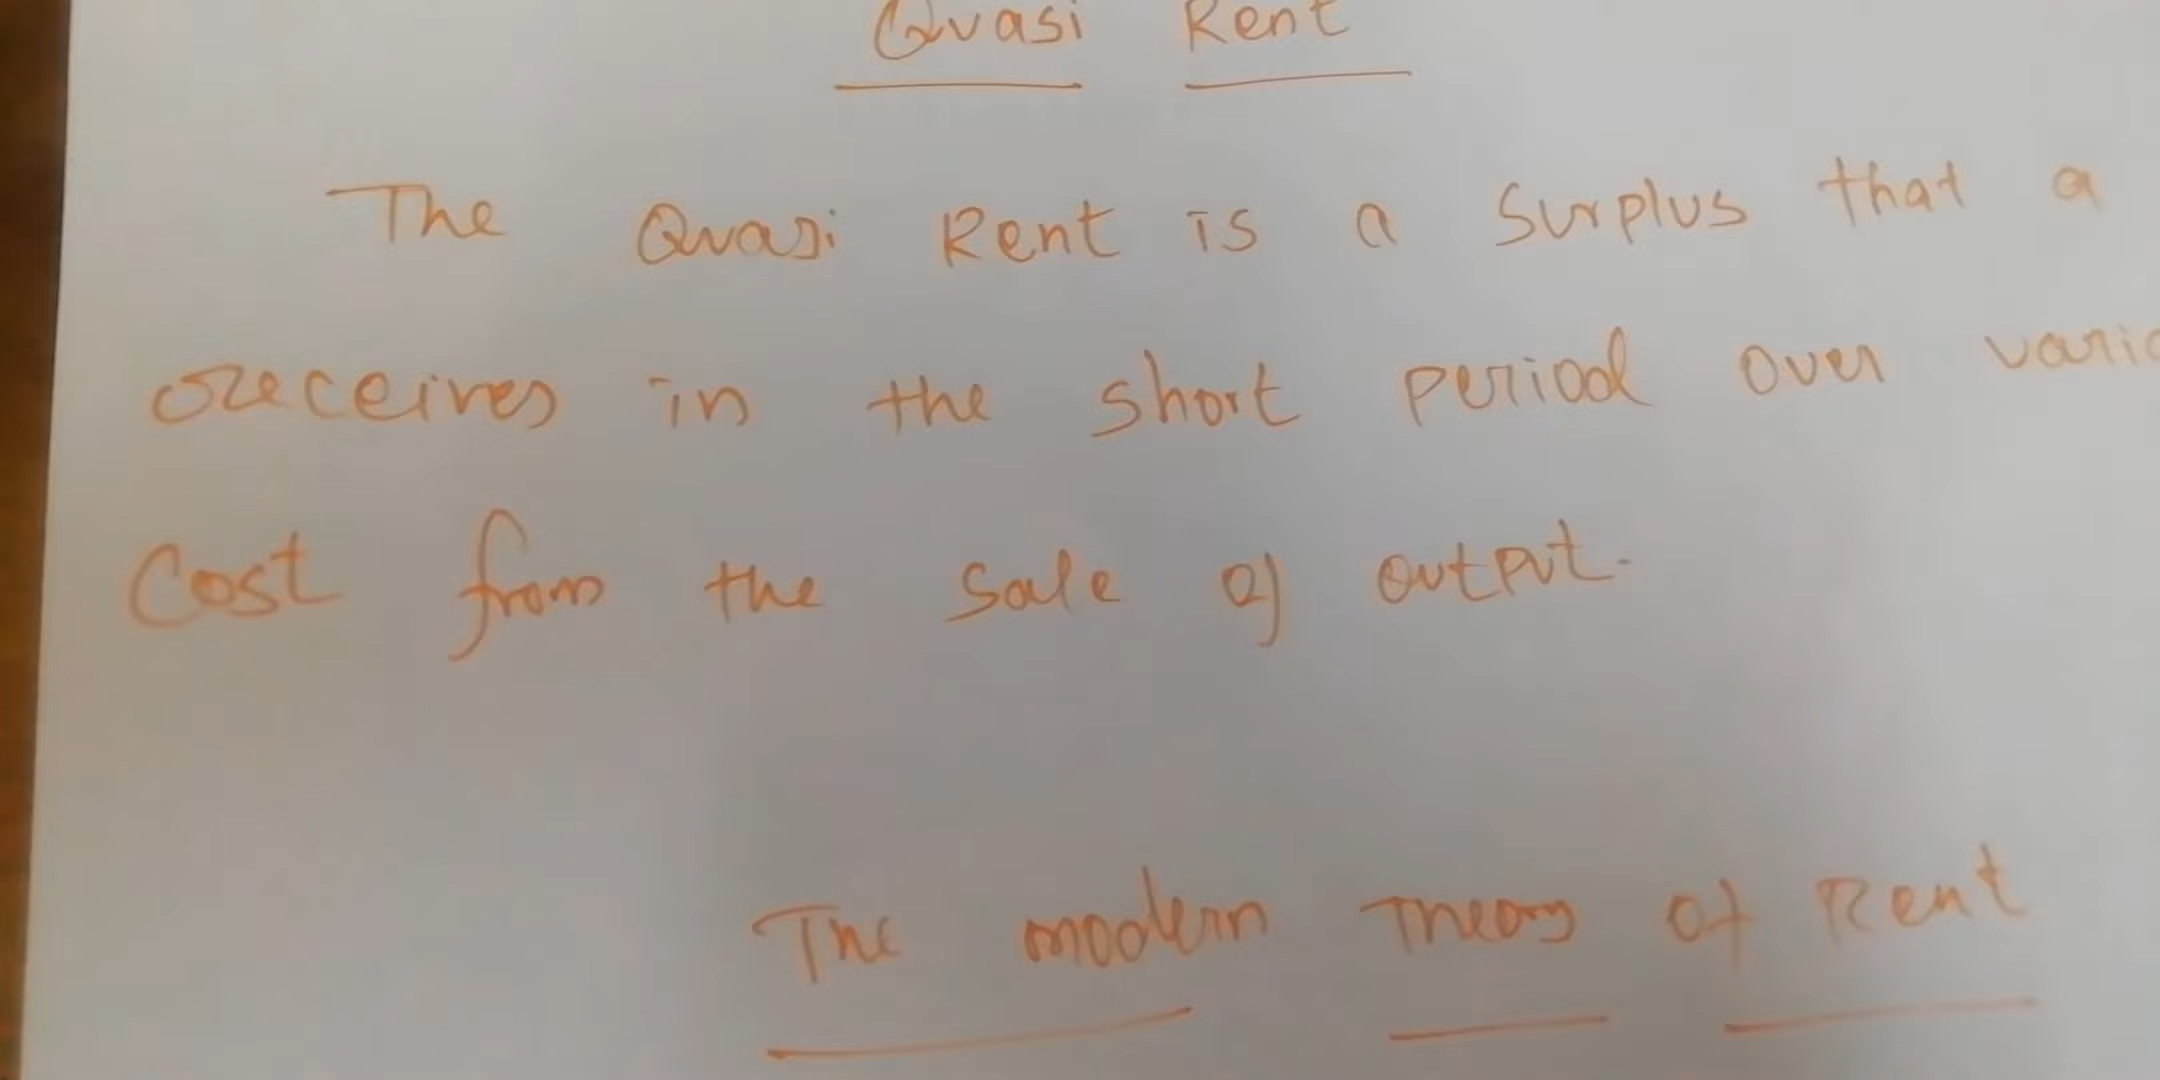 Quasi Rent
The Quasi Rent is a surplus that a
receives in the short period over varia
Cost from the sale of output.
The modern Theory of Rent